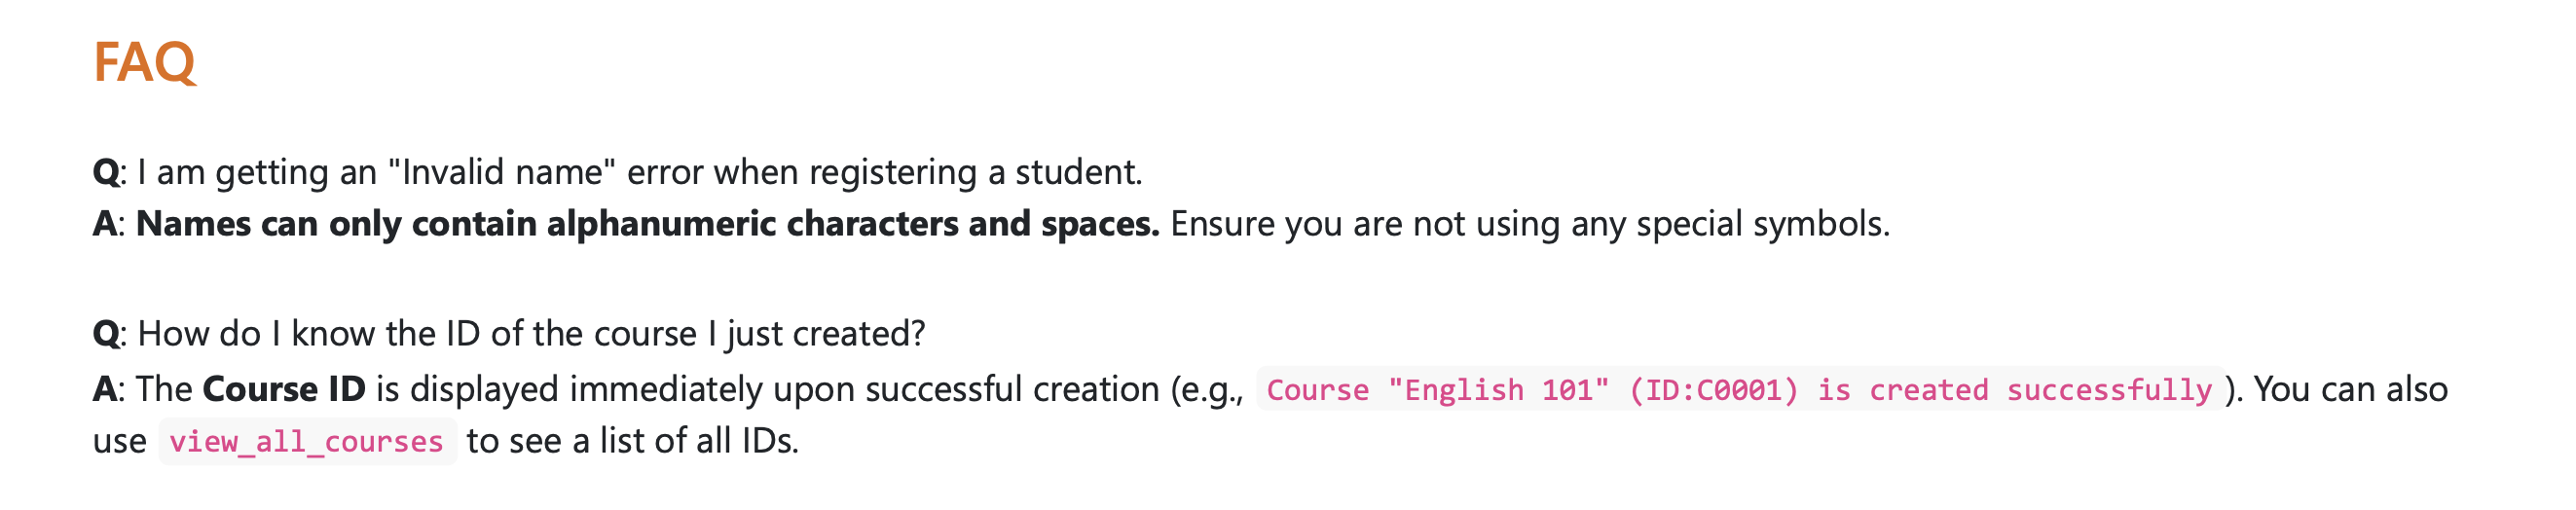 FAQ
Q: I am getting an "Invalid name" error when registering a student.
A: Names can only contain alphanumeric characters and spaces. Ensure you are not using any special symbols.
Q: How do I know the ID of the course I just created?
A: The Course ID is displayed immediately upon successful creation (e.g., Course "English 101" (ID:C0001) is created successfully). You can also
use view_all_courses to see a list of all IDs.